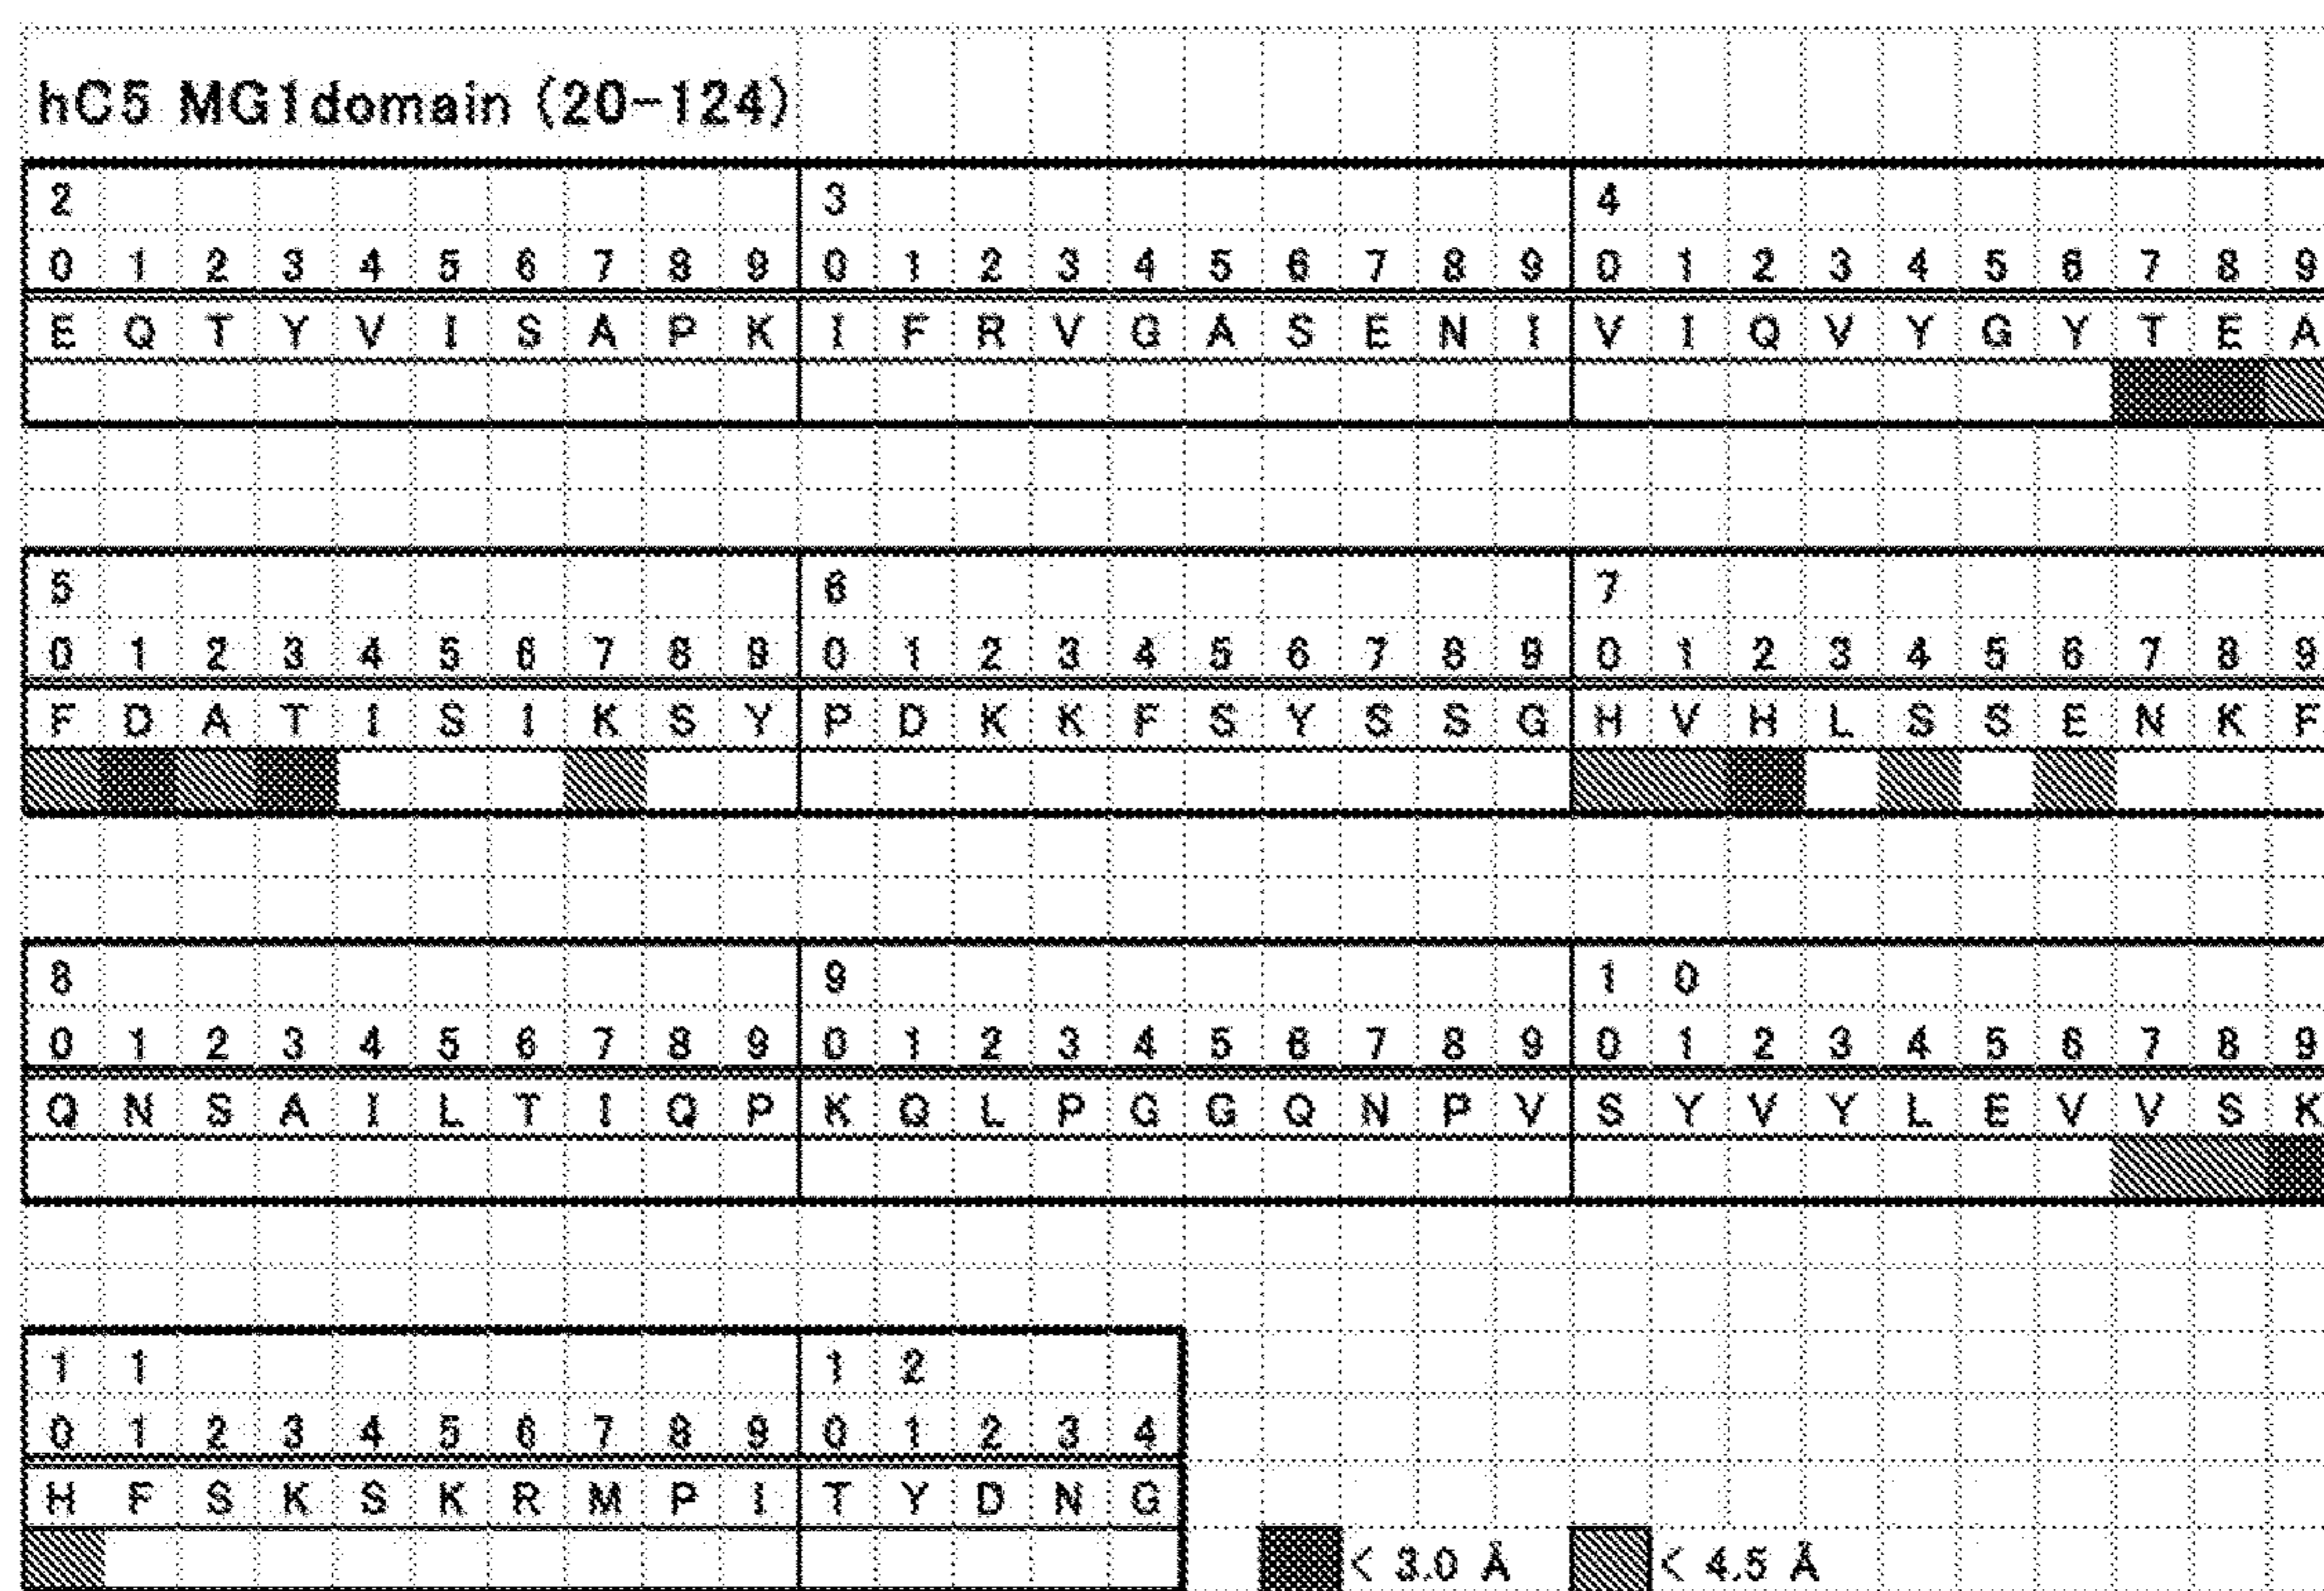 hC5 MG1domain (20-124)
2 3 4
0 1 2 3 4 5 6 7 8 9 0 1 2 3 4 5 6 7 8 9 0 1 2 3 4 5 6 7 8 9
E Q T Y V I S A P K I F R V G A S E N I V I Q V Y G Y T E A
5 6 7
0 1 2 3 4 5 6 7 8 9 0 1 2 3 4 5 6 7 8 9 0 1 2 3 4 5 6 7 8 9
F D A T I S I K S Y P D K K F S Y S S G H V H L S S E N K F
8 9 1 0
0 1 2 3 4 5 6 7 8 9 0 1 2 3 4 5 6 7 8 9 0 1 2 3 4 5 6 7 8 9
Q N S A I L T I Q P K Q L P G G Q N P V S Y V Y L E V V S K
1 1 1 2
0 1 2 3 4 5 6 7 8 9 0 1 2 3 4
H F S K S K R M P I T Y D N G
< 3.0 Å < 4.5 Å